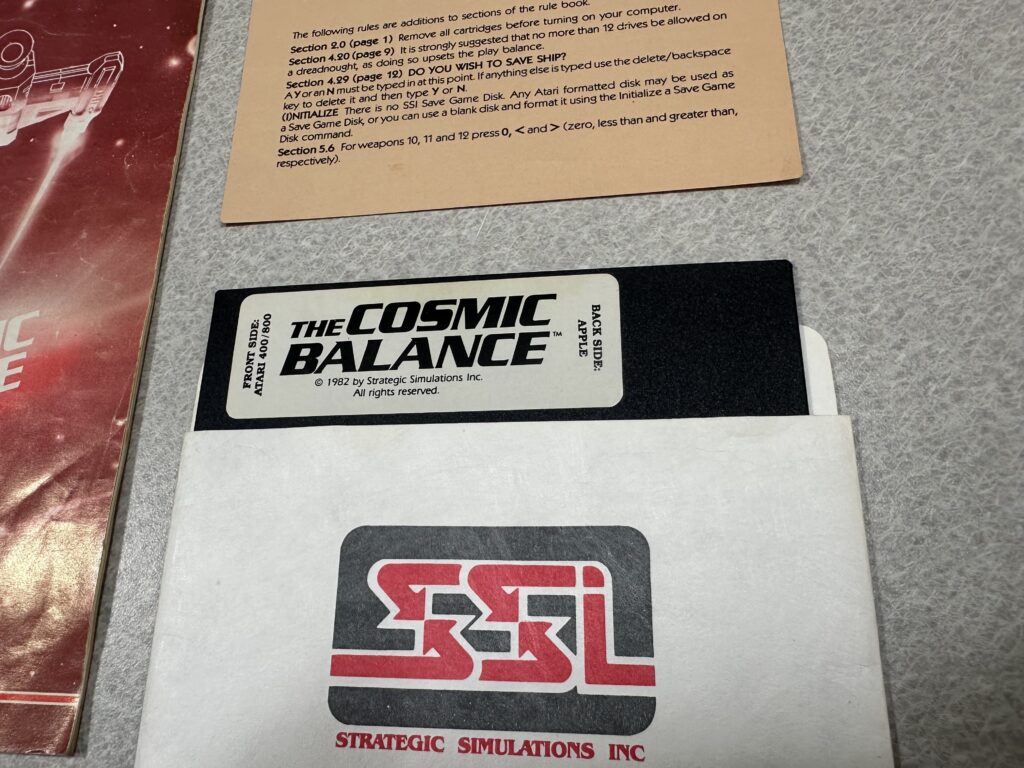 The following rules are additions to sections of the rule book.
Section 2.0 (page 1) Remove all cartridges before turning on your computer.
Section 4.20 (page 9) It is strongly suggested that no more than 12 drives be allowed on
a dreadnought, as doing so upsets the play balance.
Section 4.29 (page 12) DO YOU WISH TO SAVE SHIP?
A Y or an N must be typed in at this point. If anything else is typed use the delete/backspace
key to delete it and then type Y or N.
(I)NITIALIZE There is no SSI Save Game Disk. Any Atari formatted disk may be used as
a Save Game Disk, or you can use a blank disk and format it using the Initialize a Save Game
Disk command.
Section 5.6 For weapons 10, 11 and 12 press 0, < and > (zero, less than and greater than,
respectively).
IC
E
FRONT SIDE:
ATARI 400/800
THE COSMIC
BALANCE™
© 1982 by Strategic Simulations Inc.
All rights reserved.
BACK SIDE:
APPLE
SSI
STRATEGIC SIMULATIONS INC